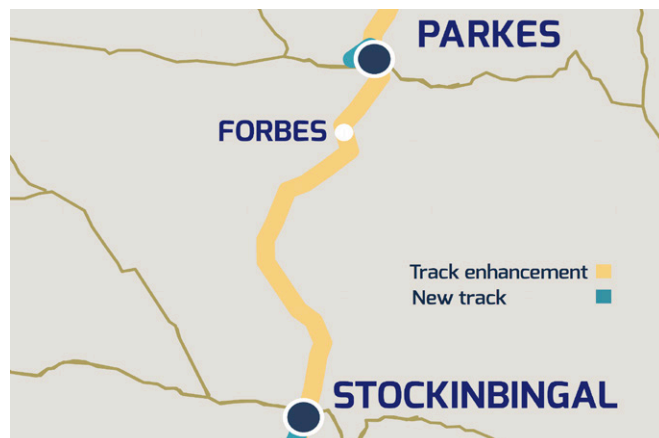 PARKES
FORBES
Track enhancement
New track
STOCKINBINGAL